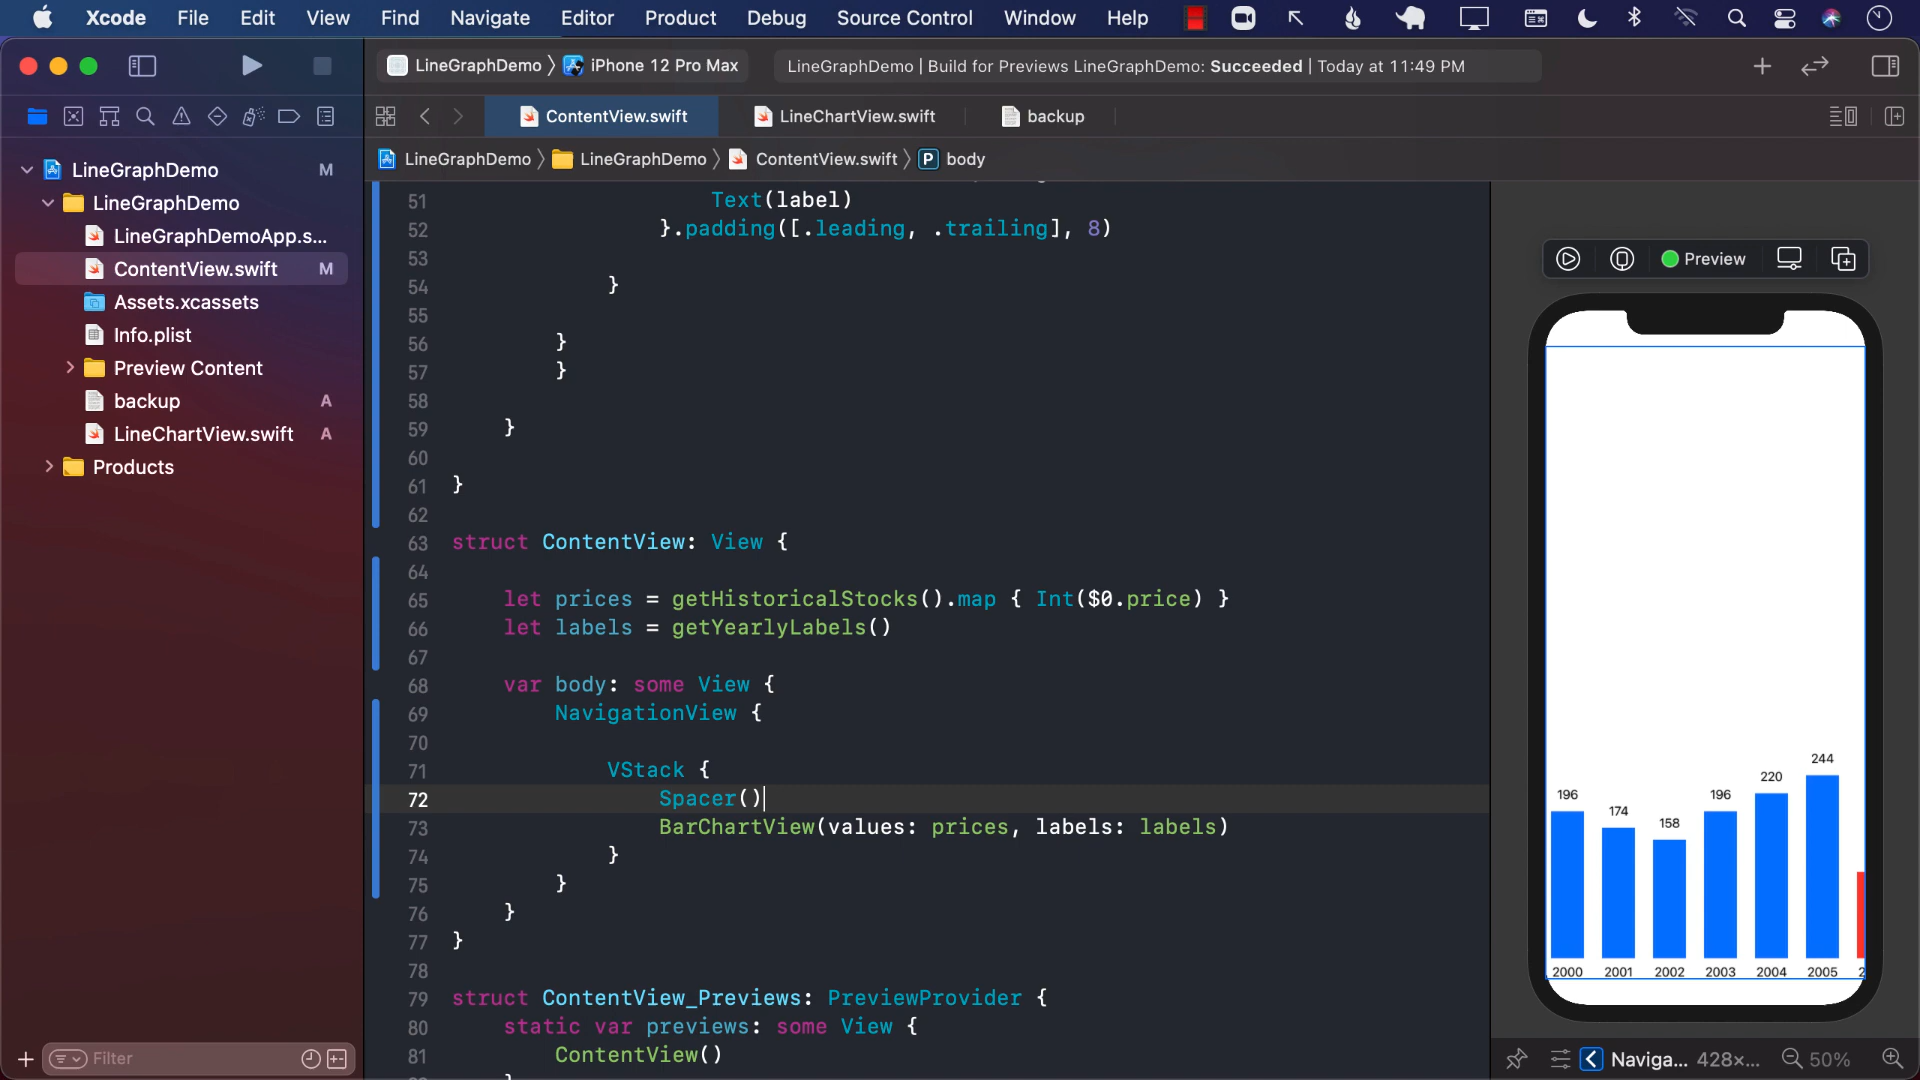 Xcode File Edit View Find Navigate Editor Product Debug Source Control Window Help
LineGraphDemo 〉 iPhone 12 Pro Max
LineGraphDemo | Build for Previews LineGraphDemo: Succeeded | Today at 11:49 PM
ContentView.swift LineChartView.swift backup
LineGraphDemo 〉 LineGraphDemo 〉 ContentView.swift 〉 P body
LineGraphDemo M
LineGraphDemo
LineGraphDemoApp.s...
ContentView.swift M
Assets.xcassets
Info.plist
Preview Content
backup A
LineChartView.swift A
Products
Filter
51 Text(label)
52 }.padding([.leading, .trailing], 8)
53
54 }
55
56 }
57 }
58
59 }
60
61 }
62
63 struct ContentView: View {
64
65 let prices = getHistoricalStocks().map { Int($0.price) }
66 let labels = getYearlyLabels()
67
68 var body: some View {
69 NavigationView {
70
71 VStack {
72 Spacer()
73 BarChartView(values: prices, labels: labels)
74 }
75 }
76 }
77 }
78
79 struct ContentView_Previews: PreviewProvider {
80 static var previews: some View {
81 ContentView()
Preview
244
220
196 196
174
158
2000 2001 2002 2003 2004 2005 2
Naviga... 428×... 50%